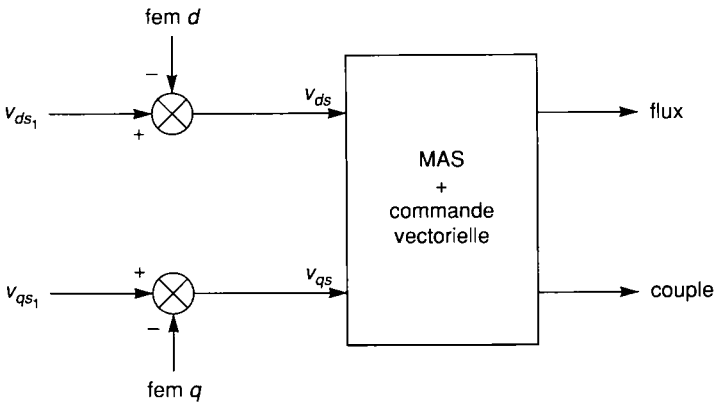 fem d
−
v_ds1
+
v_ds
flux
MAS
+
commande
vectorielle
+
v_qs1
v_qs
couple
−
fem q